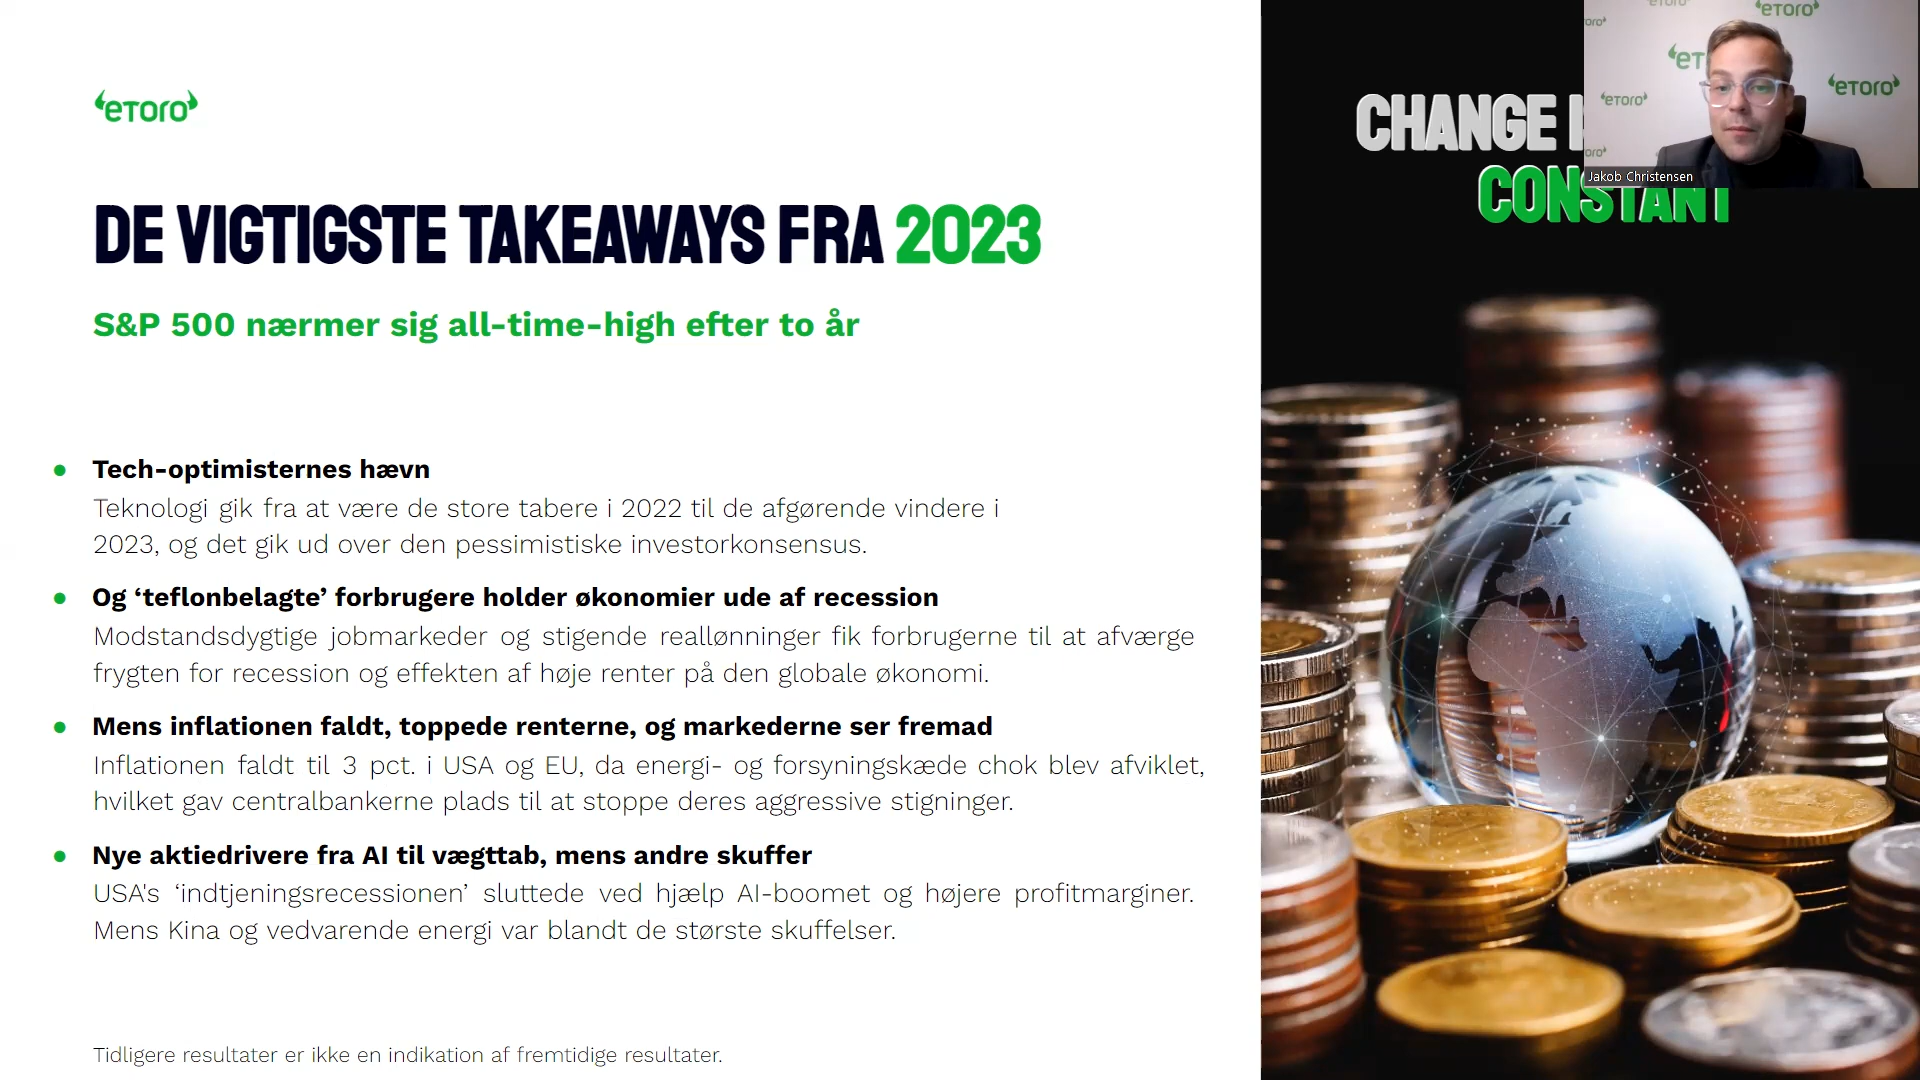 eToro
DE VIGTIGSTE TAKEAWAYS FRA 2023
S&P 500 nærmer sig all-time-high efter to år
Tech-optimisternes hævn
Teknologi gik fra at være de store tabere i 2022 til de afgørende vindere i
2023, og det gik ud over den pessimistiske investorkonsensus.
Og ‘teflonbelagte’ forbrugere holder økonomier ude af recession
Modstandsdygtige jobmarkeder og stigende reallønninger fik forbrugerne til at afværge
frygten for recession og effekten af høje renter på den globale økonomi.
Mens inflationen faldt, toppede renterne, og markederne ser fremad
Inflationen faldt til 3 pct. i USA og EU, da energi- og forsyningskæde chok blev afviklet,
hvilket gav centralbankerne plads til at stoppe deres aggressive stigninger.
Nye aktiedrivere fra AI til vægttab, mens andre skuffer
USA's ‘indtjeningsrecessionen’ sluttede ved hjælp AI-boomet og højere profitmarginer.
Mens Kina og vedvarende energi var blandt de største skuffelser.
Tidligere resultater er ikke en indikation af fremtidige resultater.
CHANGE
CONSTANT
eToro
eToro
eToro
Jakob Christensen